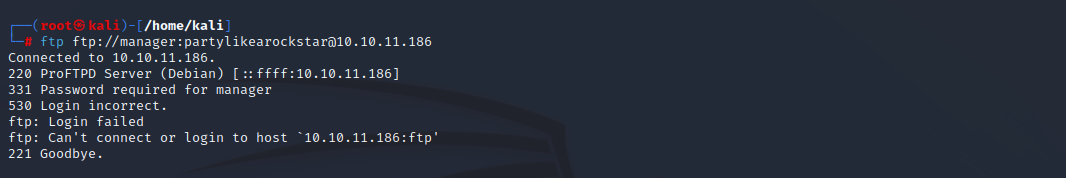 ┌──(root㉿kali)-[/home/kali]
└─# ftp ftp://manager:partylikearockstar@10.10.11.186
Connected to 10.10.11.186.
220 ProFTPD Server (Debian) [::ffff:10.10.11.186]
331 Password required for manager
530 Login incorrect.
ftp: Login failed
ftp: Can't connect or login to host `10.10.11.186:ftp'
221 Goodbye.